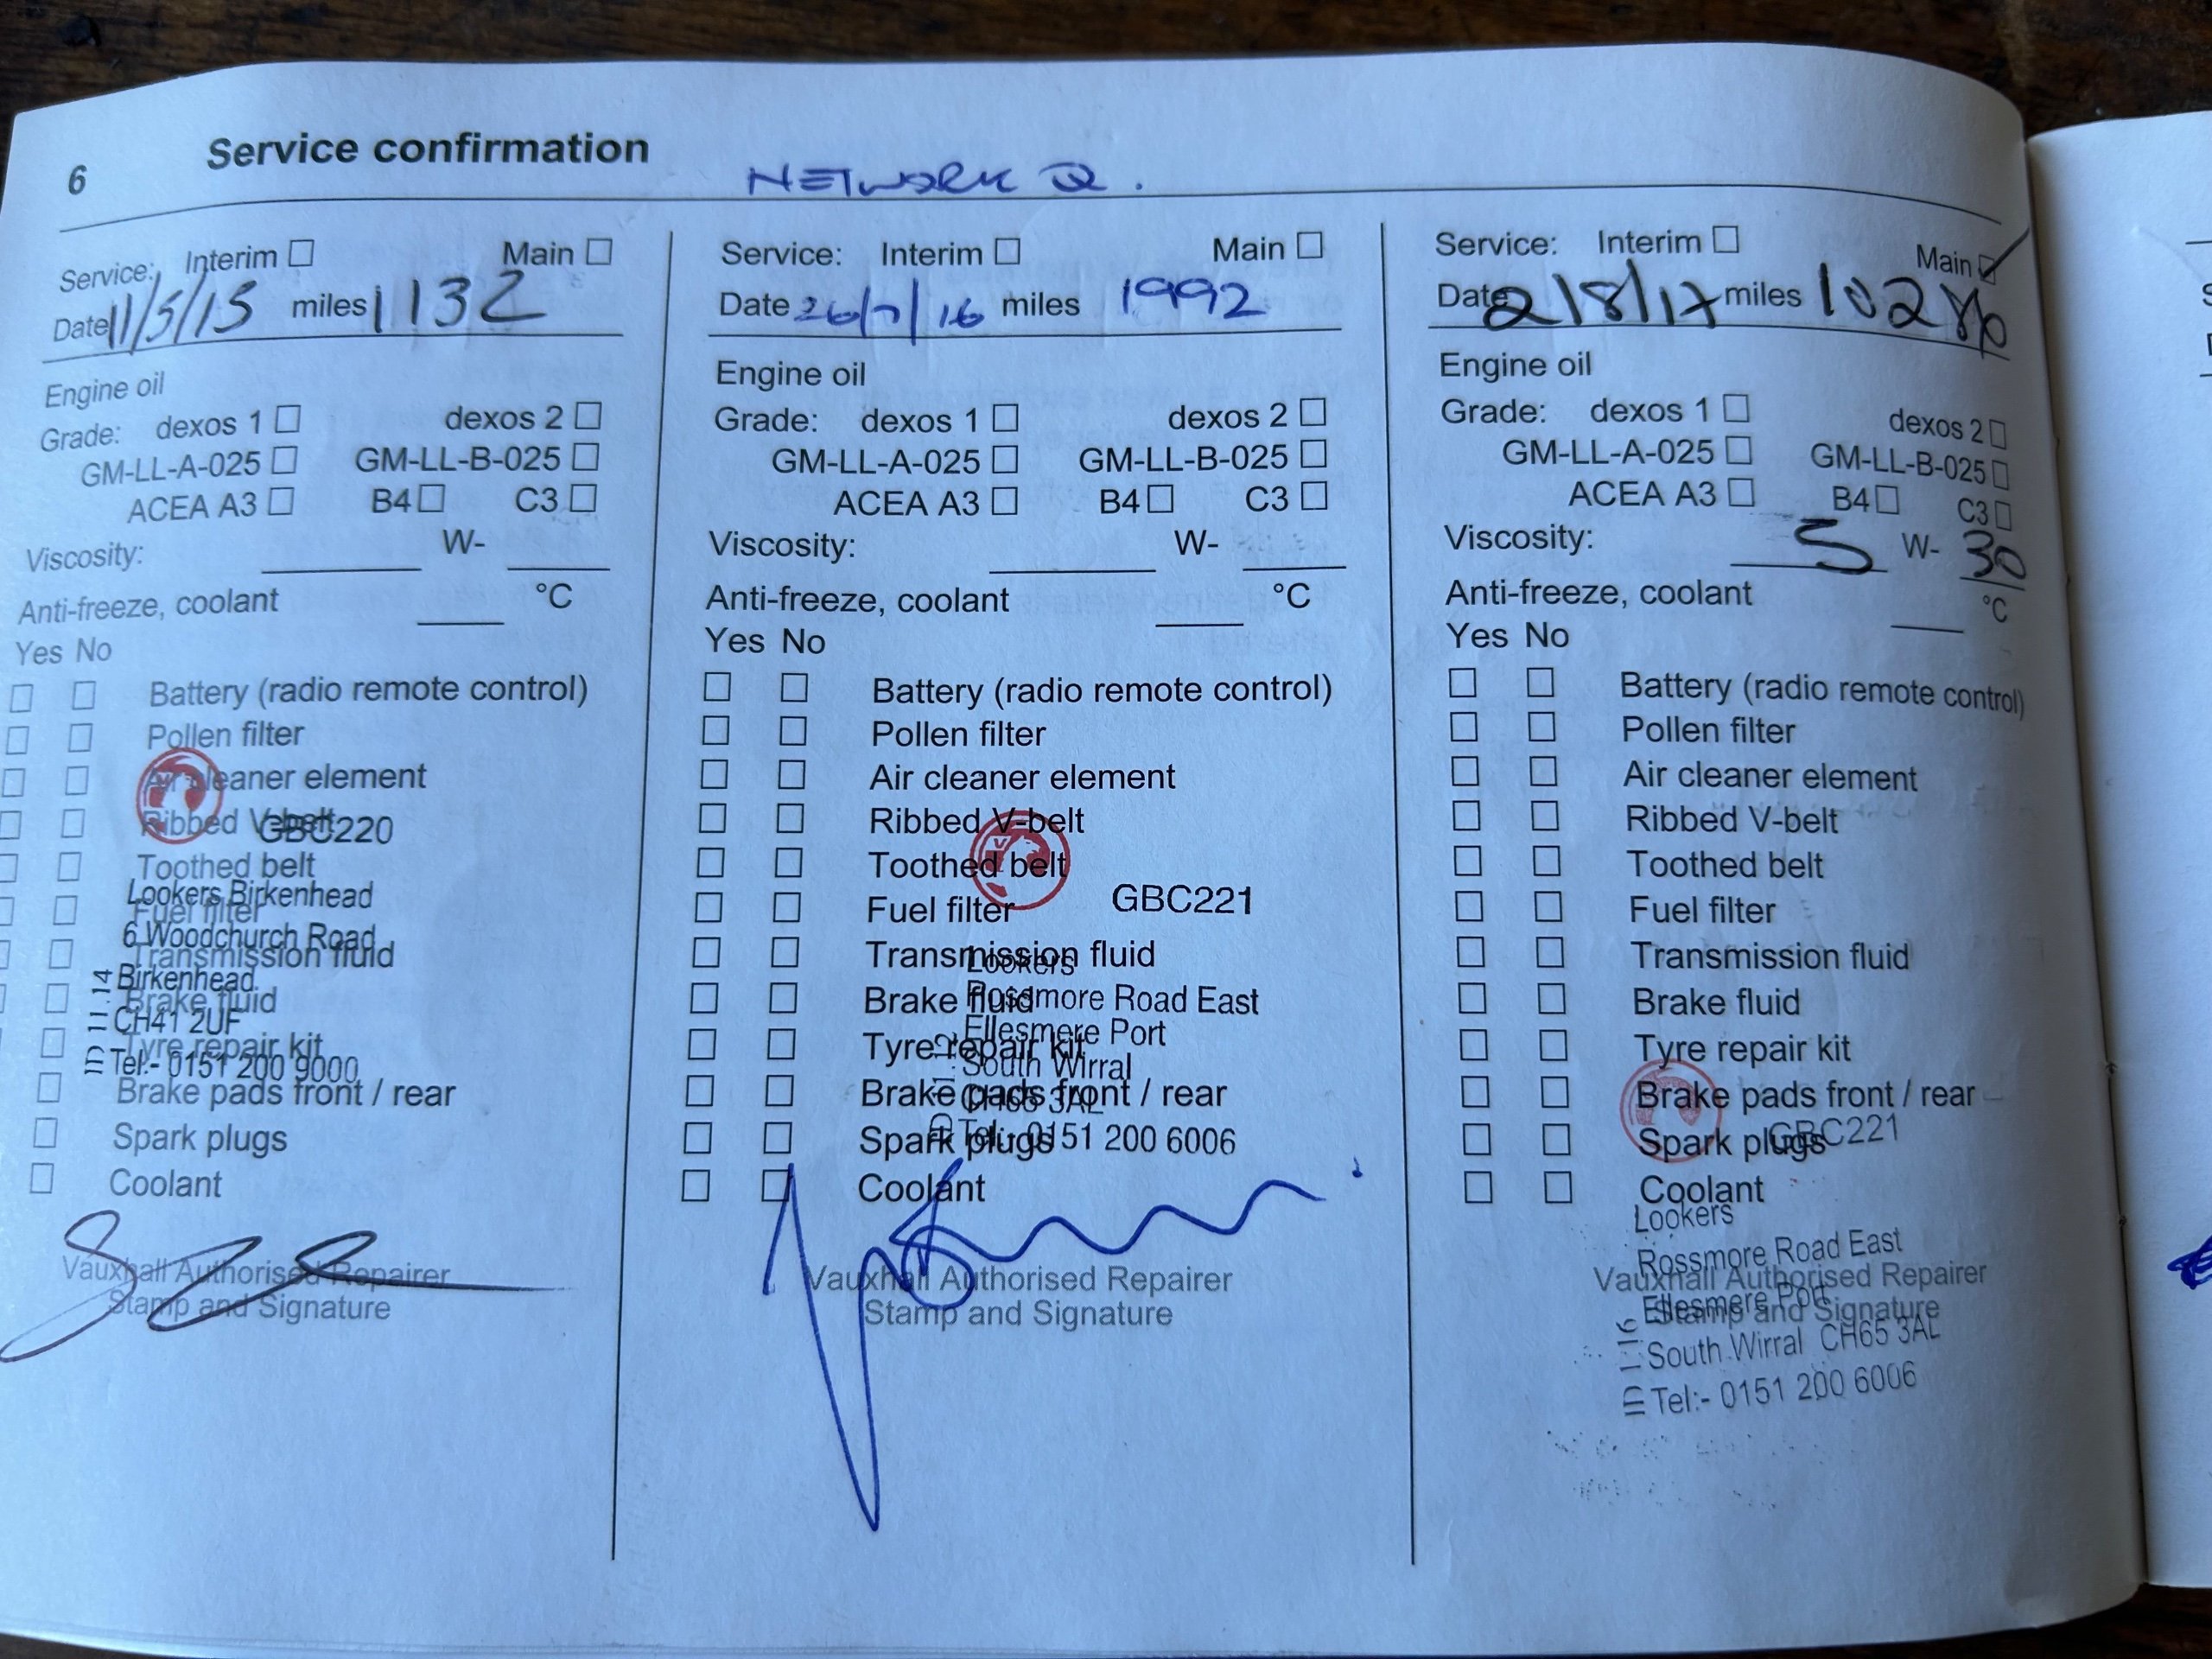 6 Service confirmation
NETWORK Q.
Service: Interim Main
Date 11/5/15 miles 1132
Engine oil
Grade: dexos 1 dexos 2
GM-LL-A-025 GM-LL-B-025
ACEA A3 B4 C3
Viscosity: W-
Anti-freeze, coolant °C
Yes No
Battery (radio remote control)
Pollen filter
Air cleaner element
Ribbed V-belt
GBC220
Toothed belt
Lookers Birkenhead
Fuel filter
6 Woodchurch Road
Transmission fluid
Birkenhead
Brake fluid
CH41 2UF
Tyre repair kit
Tel:- 0151 200 9000
Brake pads front / rear
Spark plugs
Coolant
Vauxhall Authorised Repairer
Stamp and Signature
Service: Interim Main
Date 26/7/16 miles 1992
Engine oil
Grade: dexos 1 dexos 2
GM-LL-A-025 GM-LL-B-025
ACEA A3 B4 C3
Viscosity: W-
Anti-freeze, coolant °C
Yes No
Battery (radio remote control)
Pollen filter
Air cleaner element
Ribbed V-belt
Toothed belt
Fuel filter
GBC221
Transmission fluid
Lookers
Brake fluid
Rossmore Road East
Ellesmere Port
Tyre repair kit
South Wirral
Brake pads front / rear
CH65 3AL
Spark plugs
Tel:- 0151 200 6006
Coolant
Vauxhall Authorised Repairer
Stamp and Signature
Service: Interim Main
Date 2/8/17 miles
Engine oil
Grade: dexos 1 dexos 2
GM-LL-A-025 GM-LL-B-025
ACEA A3 B4 C3
Viscosity: 5 W- 30
Anti-freeze, coolant °C
Yes No
Battery (radio remote control)
Pollen filter
Air cleaner element
Ribbed V-belt
Toothed belt
Fuel filter
Transmission fluid
Brake fluid
Tyre repair kit
Brake pads front / rear
Spark plugs
GBC221
Coolant
Lookers
Rossmore Road East
Vauxhall Authorised Repairer
Ellesmere Port
Stamp and Signature
South Wirral CH65 3AL
Tel:- 0151 200 6006